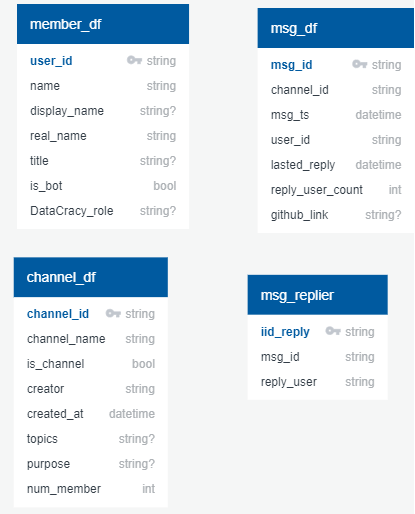 member_df
user_id string
name string
display_name string?
real_name string
title string?
is_bot bool
DataCracy_role string?
msg_df
msg_id string
channel_id string
msg_ts datetime
user_id string
lasted_reply datetime
reply_user_count int
github_link string?
channel_df
channel_id string
channel_name string
is_channel bool
creator string
created_at datetime
topics string?
purpose string?
num_member int
msg_replier
iid_reply string
msg_id string
reply_user string